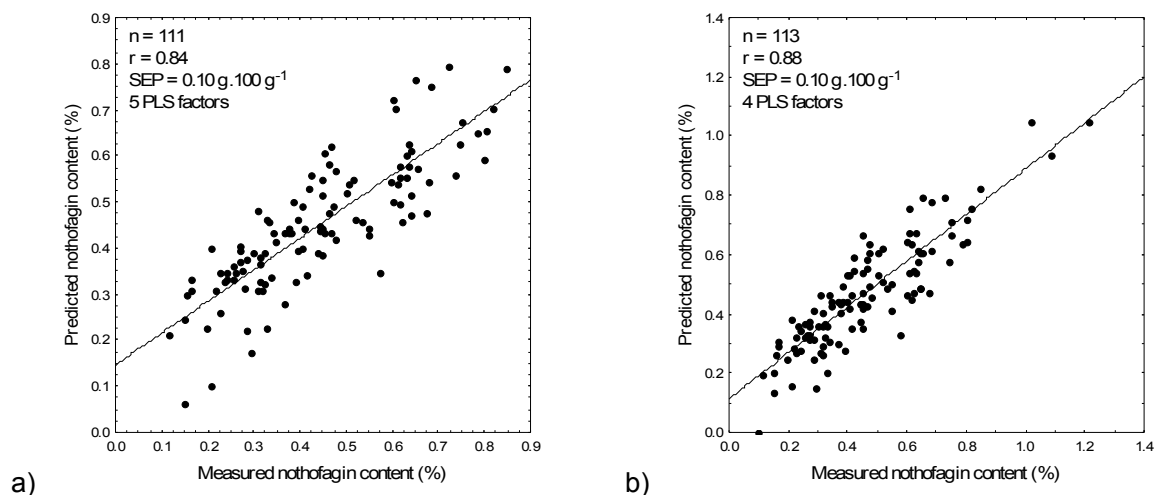 n = 111
r = 0.84
SEP = 0.10 g.100 g⁻¹
5 PLS factors
Predicted nothofagin content (%)
0.9
0.8
0.7
0.6
0.5
0.4
0.3
0.2
0.1
0.0
0.0 0.1 0.2 0.3 0.4 0.5 0.6 0.7 0.8 0.9
Measured nothofagin content (%)
a)
n = 113
r = 0.88
SEP = 0.10 g.100 g⁻¹
4 PLS factors
Predicted nothofagin content (%)
1.4
1.2
1.0
0.8
0.6
0.4
0.2
0.0
0.0 0.2 0.4 0.6 0.8 1.0 1.2 1.4
Measured nothofagin content (%)
b)